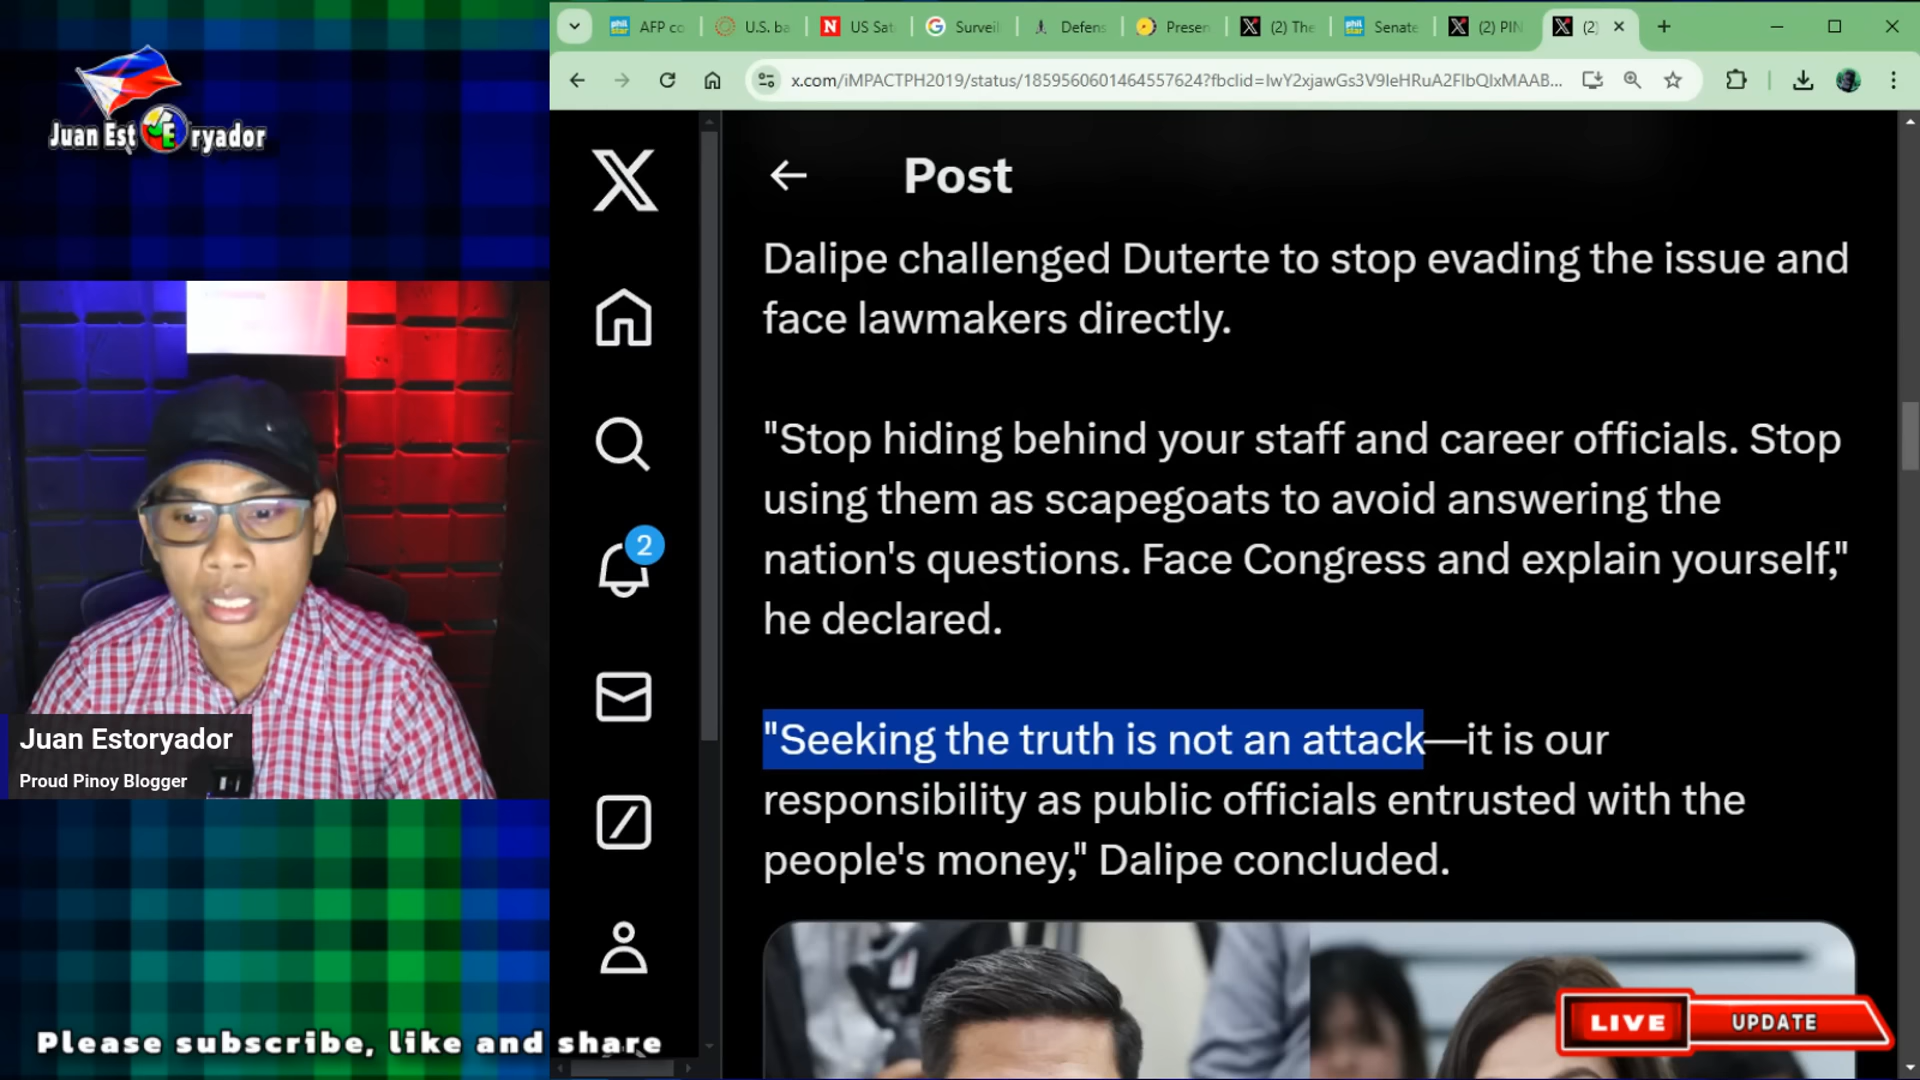 AFP co
U.S. ba
US Sat
Surveil
Defens
Presen
(2) The
Senate
(2) PIN
(2)
x.com/iMPACTPH2019/status/1859560601464557624?fbclid=IwY2xjawGs3V9leHRuA2FlbQIxMAAB...
Juan Est ryador
Post
Dalipe challenged Duterte to stop evading the issue and
face lawmakers directly.
"Stop hiding behind your staff and career officials. Stop
using them as scapegoats to avoid answering the
nation's questions. Face Congress and explain yourself,"
he declared.
2
"Seeking the truth is not an attack—it is our
responsibility as public officials entrusted with the
people's money," Dalipe concluded.
Juan Estoryador
Proud Pinoy Blogger
LIVE UPDATE
Please subscribe, like and share